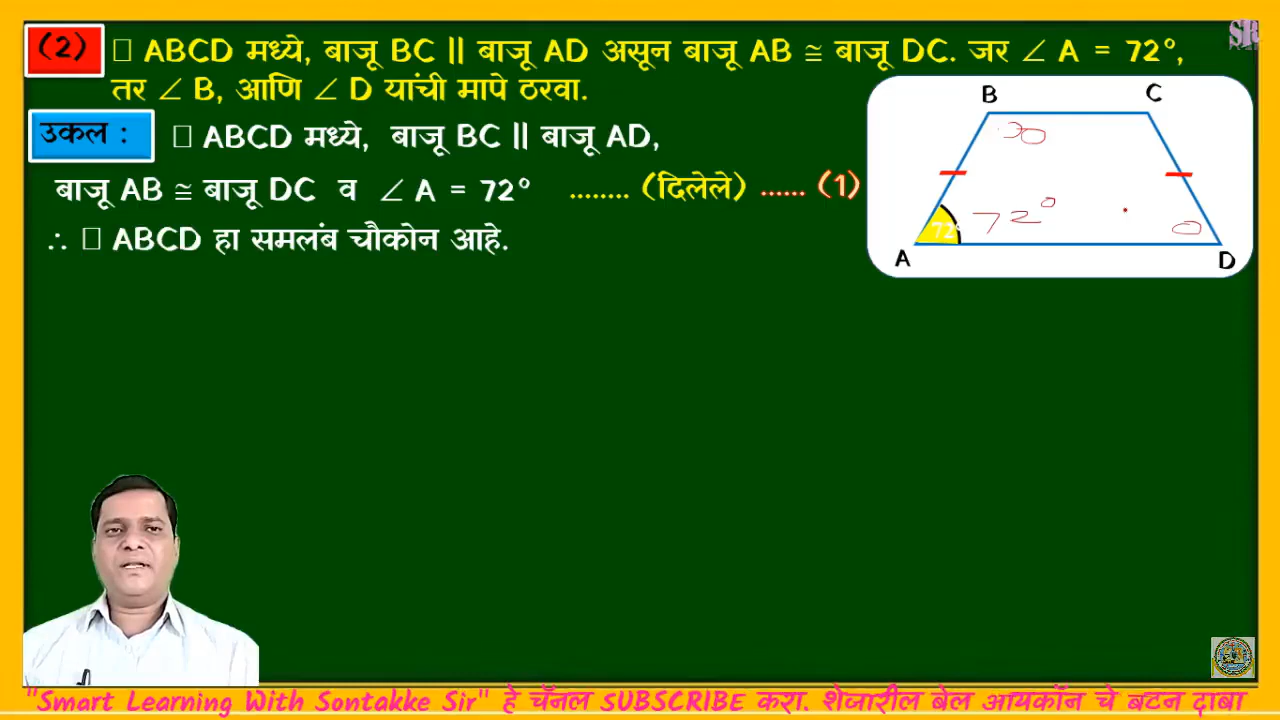 (2) □ ABCD मध्ये, बाजू BC || बाजू AD असून बाजू AB ≅ बाजू DC. जर ∠ A = 72°,
तर ∠ B, आणि ∠ D यांची मापे ठरवा.
उकल : □ ABCD मध्ये, बाजू BC || बाजू AD,
बाजू AB ≅ बाजू DC व ∠ A = 72° ........ (दिलेले) ...... (1)
∴ □ ABCD हा समलंब चौकोन आहे.
B C
72° 72°
A D
"Smart Learning With Sontakke Sir" हे चॅनल SUBSCRIBE करा. शेजारील बेल आयकॉन चे बटन दाबा